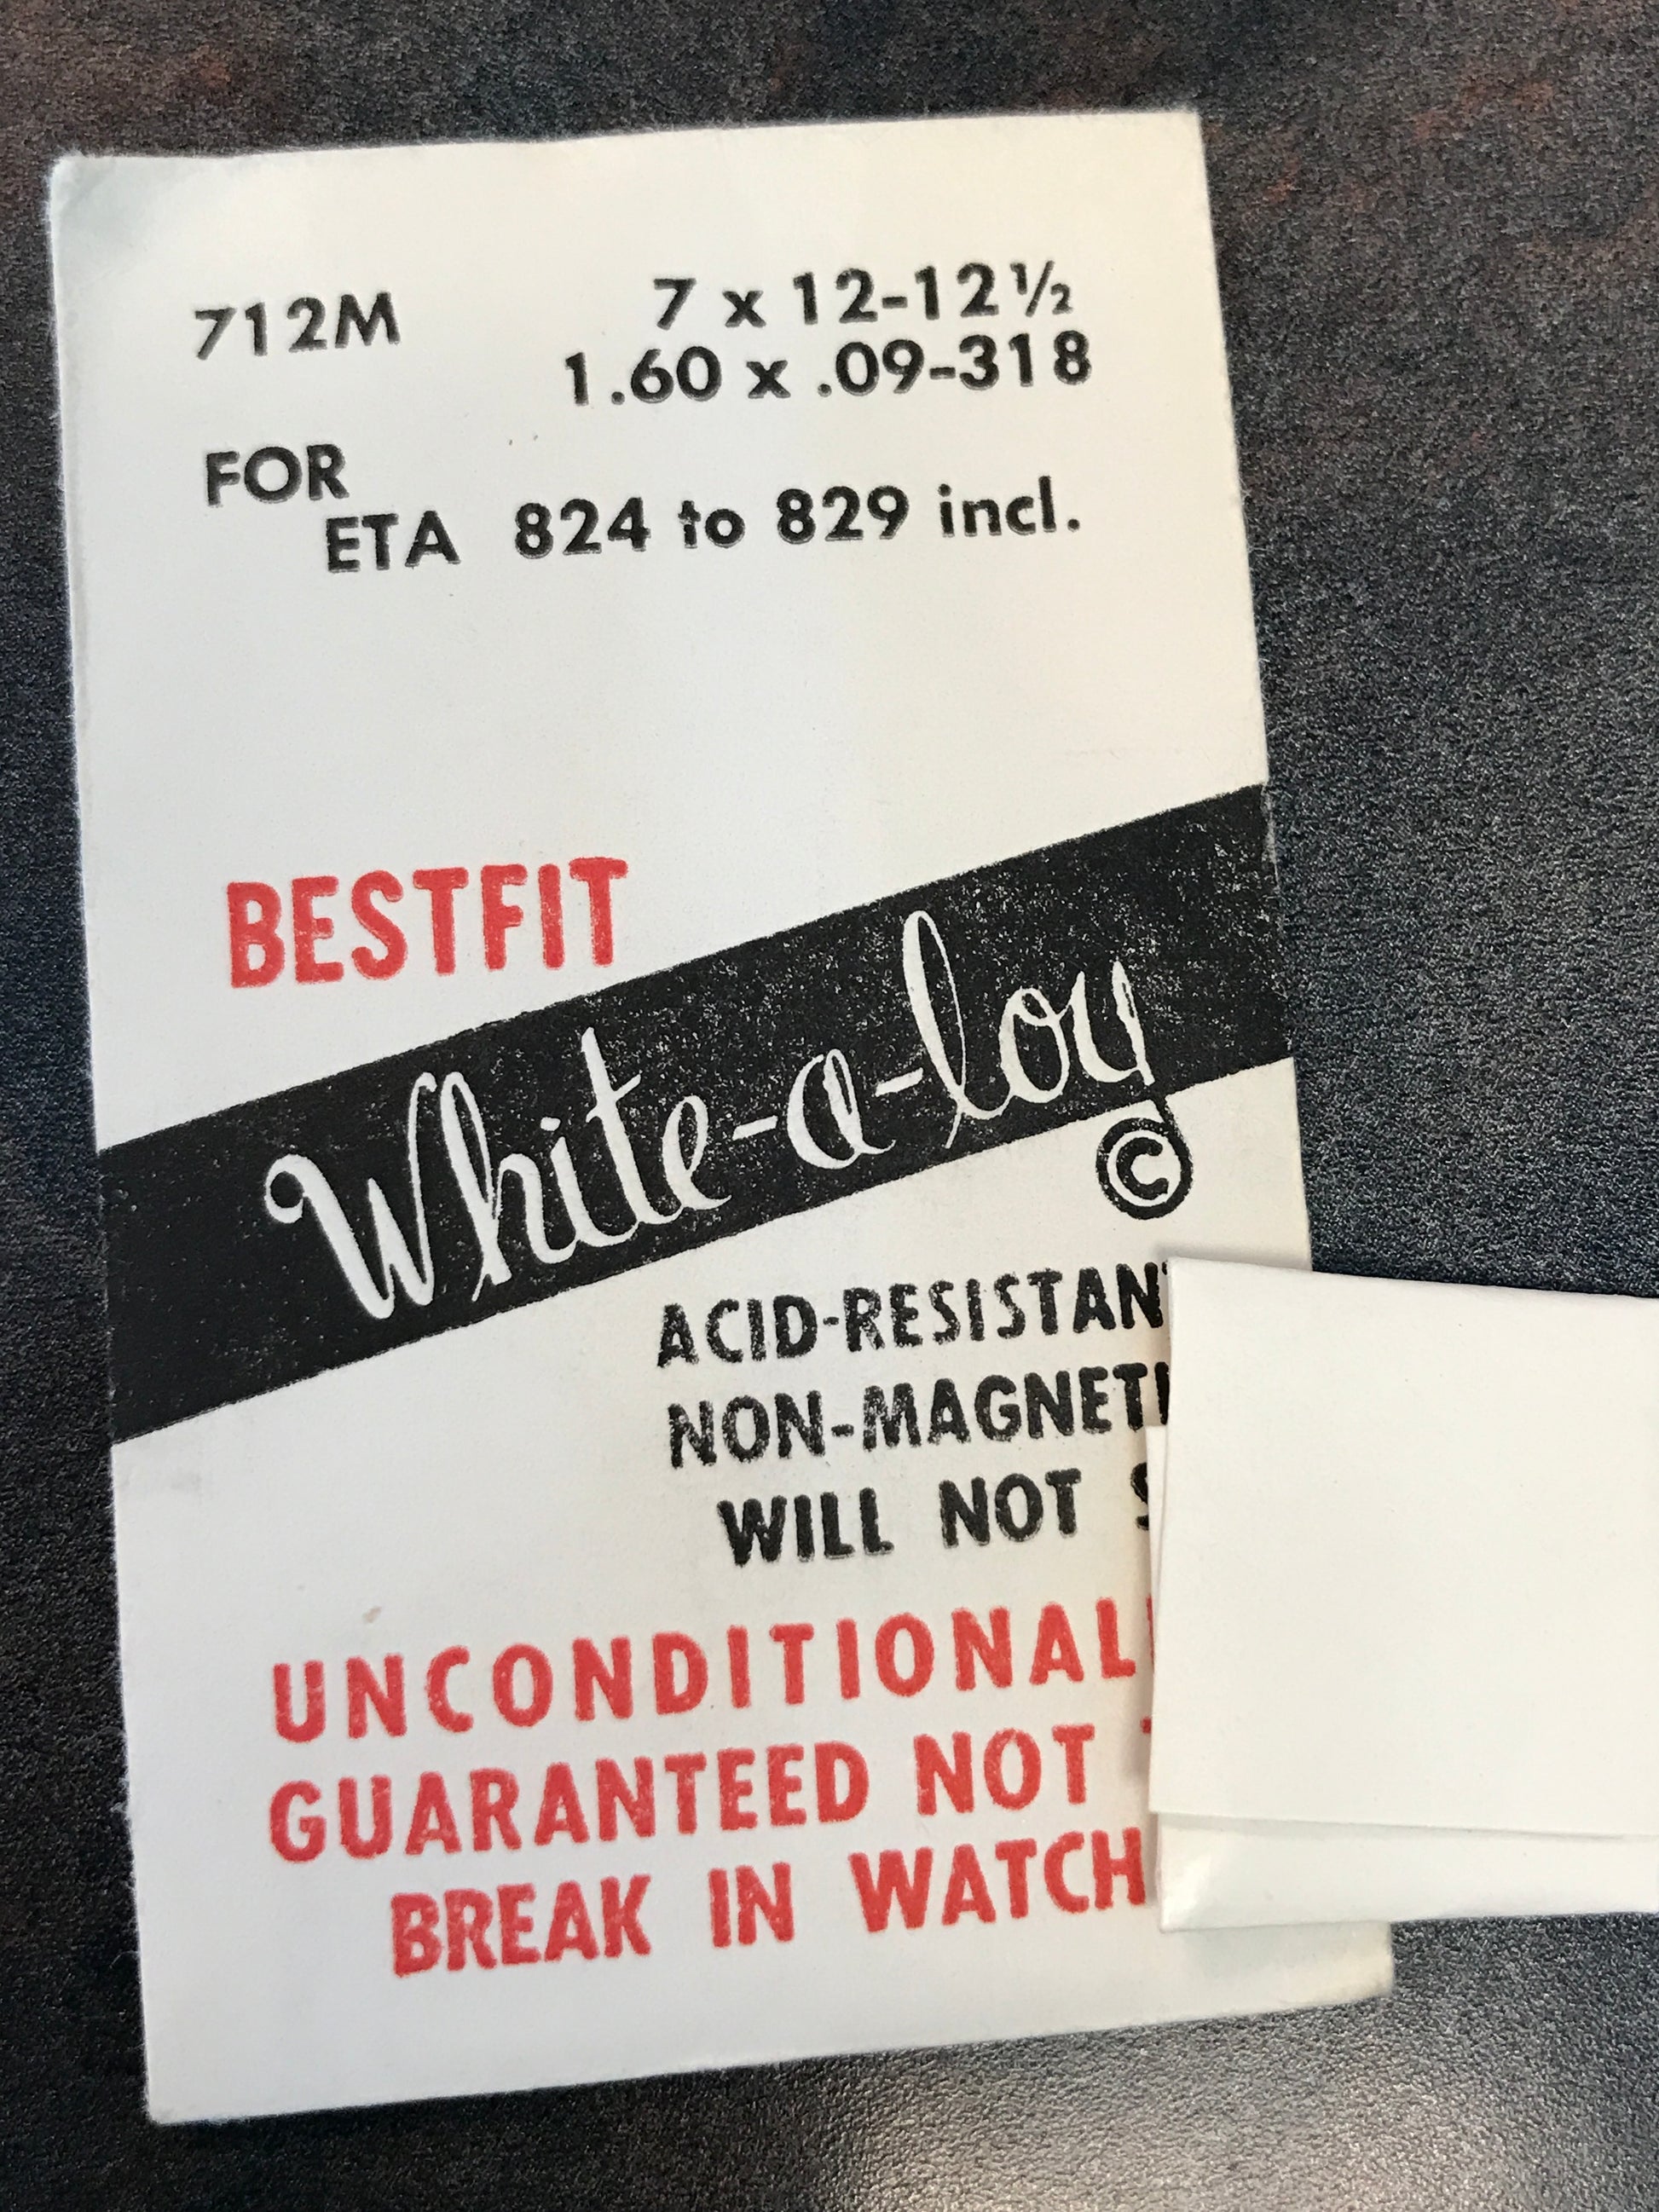 712M 7 x 12-12½
1.60 x .09-318
FOR
ETA 824 to 829 incl.
BESTFIT
White-a-loy
©
ACID-RESISTAN
NON-MAGNETI
WILL NOT
UNCONDITIONAL
GUARANTEED NOT
BREAK IN WATCH